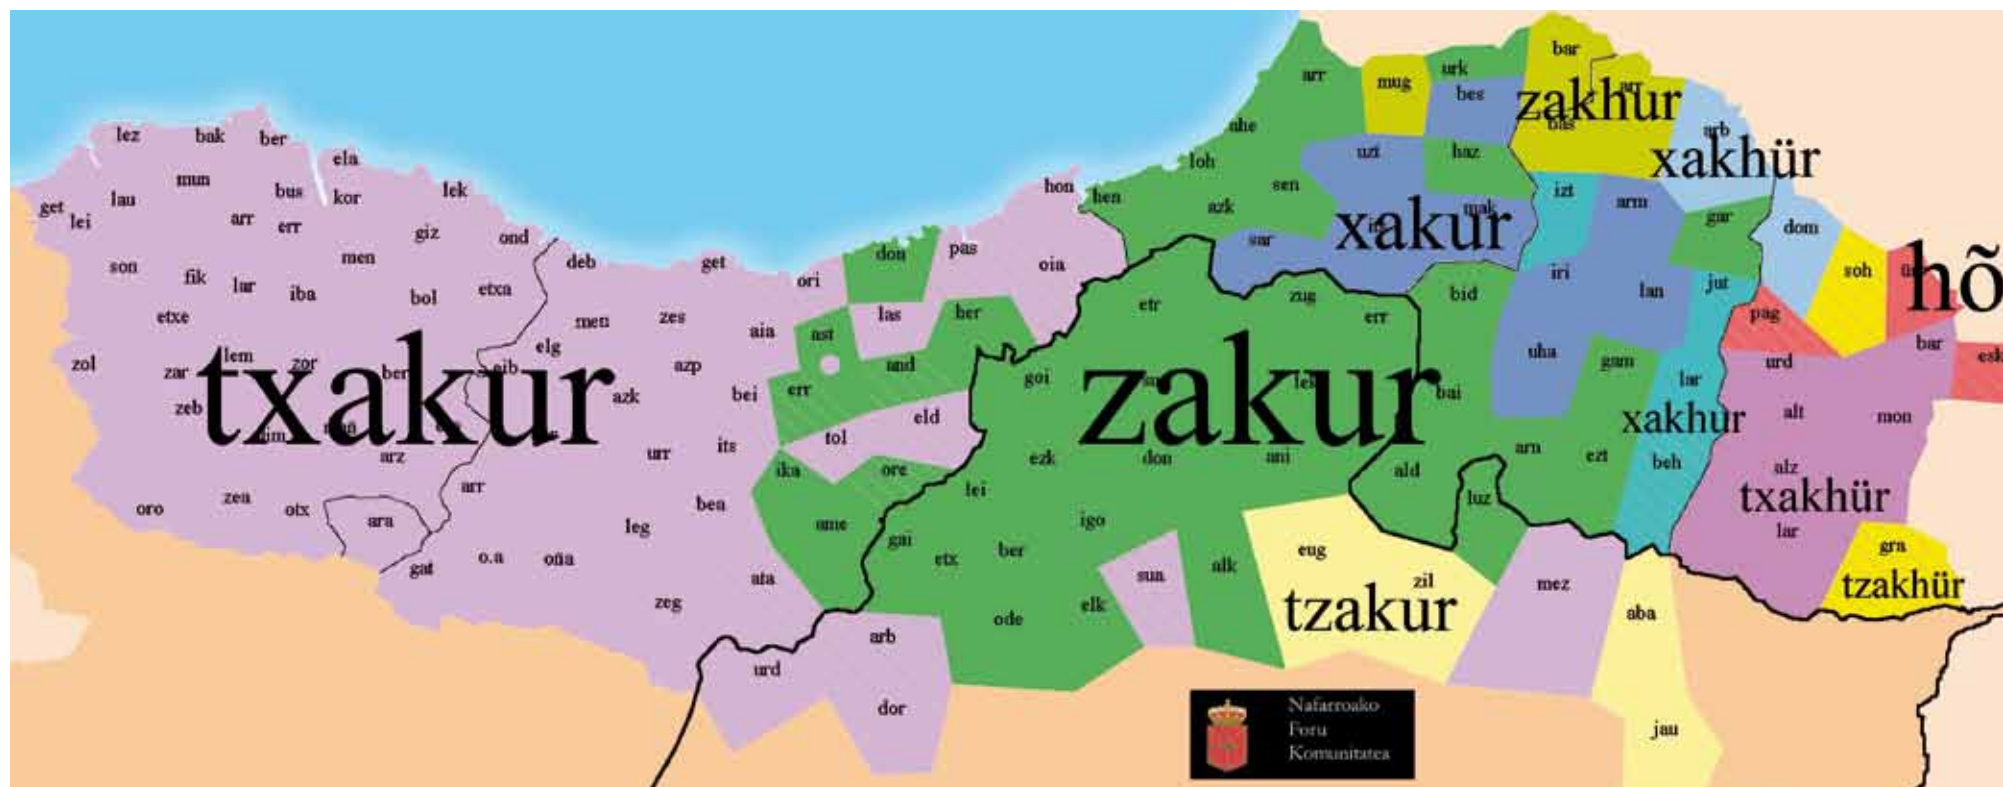 lez
bak
ber
ela
mun
bus
kor
lek
lau
get
lei
arr
err
giz
ond
men
son
fik
lar
iba
bol
etxa
etxe
zol
lem
zor
zar
ber
eib
elg
zeb
arz
oro
zea
otx
ara
arr
gat
o.a
oña
txakur
deb
get
ori
men
zes
aia
azp
azk
bei
urr
its
bea
leg
ata
zeg
don
pas
hon
oia
las
ber
ast
and
err
eld
tol
ika
ore
ame
urd
arb
dor
hen
loh
ahe
arr
azk
sen
sar
mug
urk
bes
uzi
haz
mak
xakur
bar
arr
bas
zakhur
arb
xakhür
izt
arm
gar
dom
soh
hõ
iri
lan
jut
pag
bar
esk
etr
zug
err
bid
goi
zakur
bai
uha
gam
lar
xakhur
urd
alt
mon
ezk
don
ani
ald
arn
ezt
beh
alz
txakhür
lar
lei
igo
luz
gai
etx
ber
sua
alk
eug
zil
tzakur
mez
aba
gra
tzakhür
ode
elk
jau
Nafarroako
Foru
Komunitatea